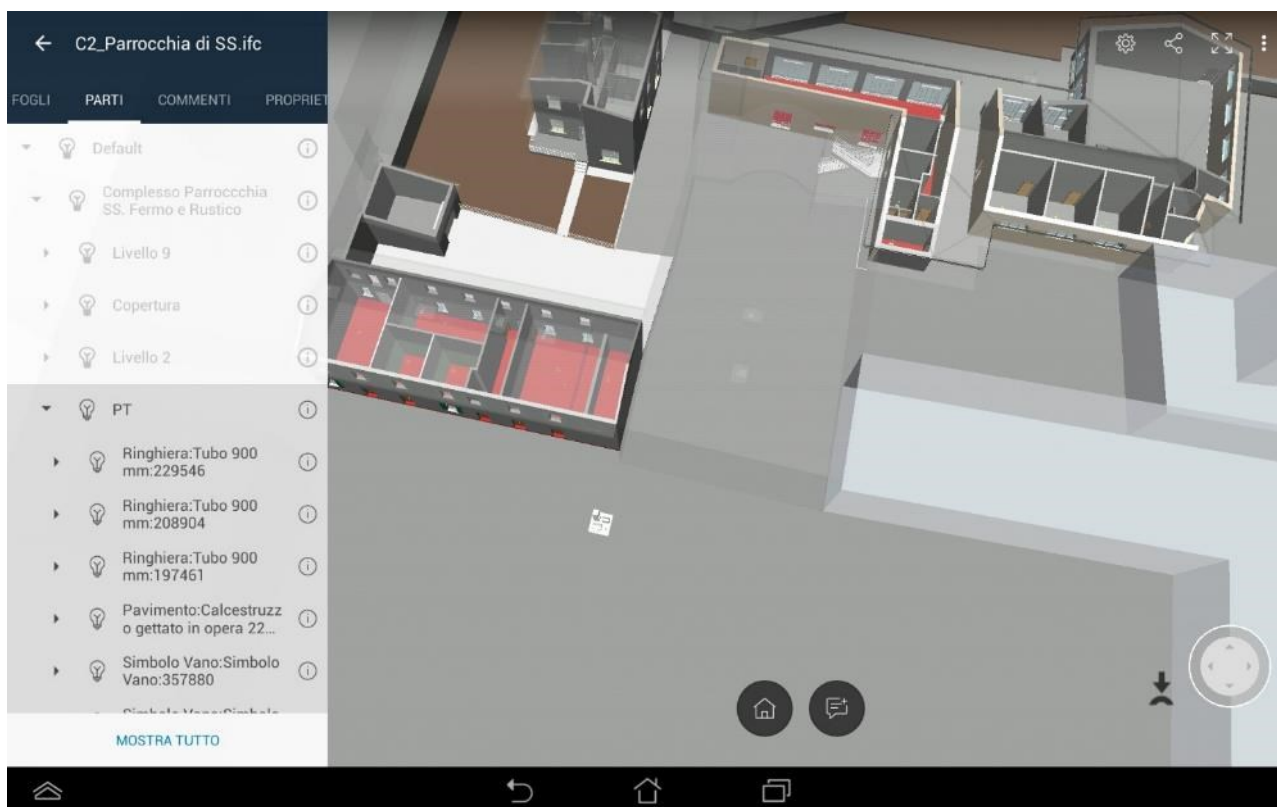 C2_Parrocchia di SS.ifc
FOGLI PARTI COMMENTI PROPRIET
Default
Complesso Parroccchia
SS. Fermo e Rustico
Livello 9
Copertura
Livello 2
PT
Ringhiera:Tubo 900
mm:229546
Ringhiera:Tubo 900
mm:208904
Ringhiera:Tubo 900
mm:197461
Pavimento:Calcestruzz
o gettato in opera 22...
Simbolo Vano:Simbolo
Vano:357880
MOSTRA TUTTO